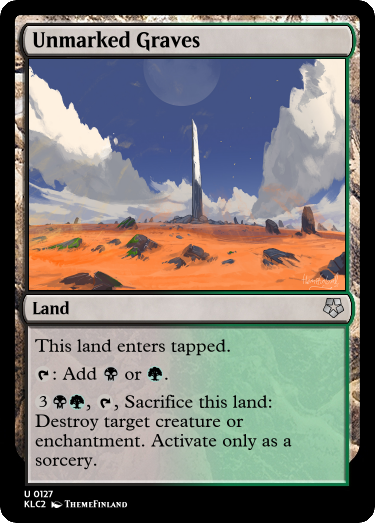 Unmarked Graves
Land
This land enters tapped.
: Add or .
3, , Sacrifice this land:
Destroy target creature or
enchantment. Activate only as a
sorcery.
U 0127
KLC2 ThemeFinland